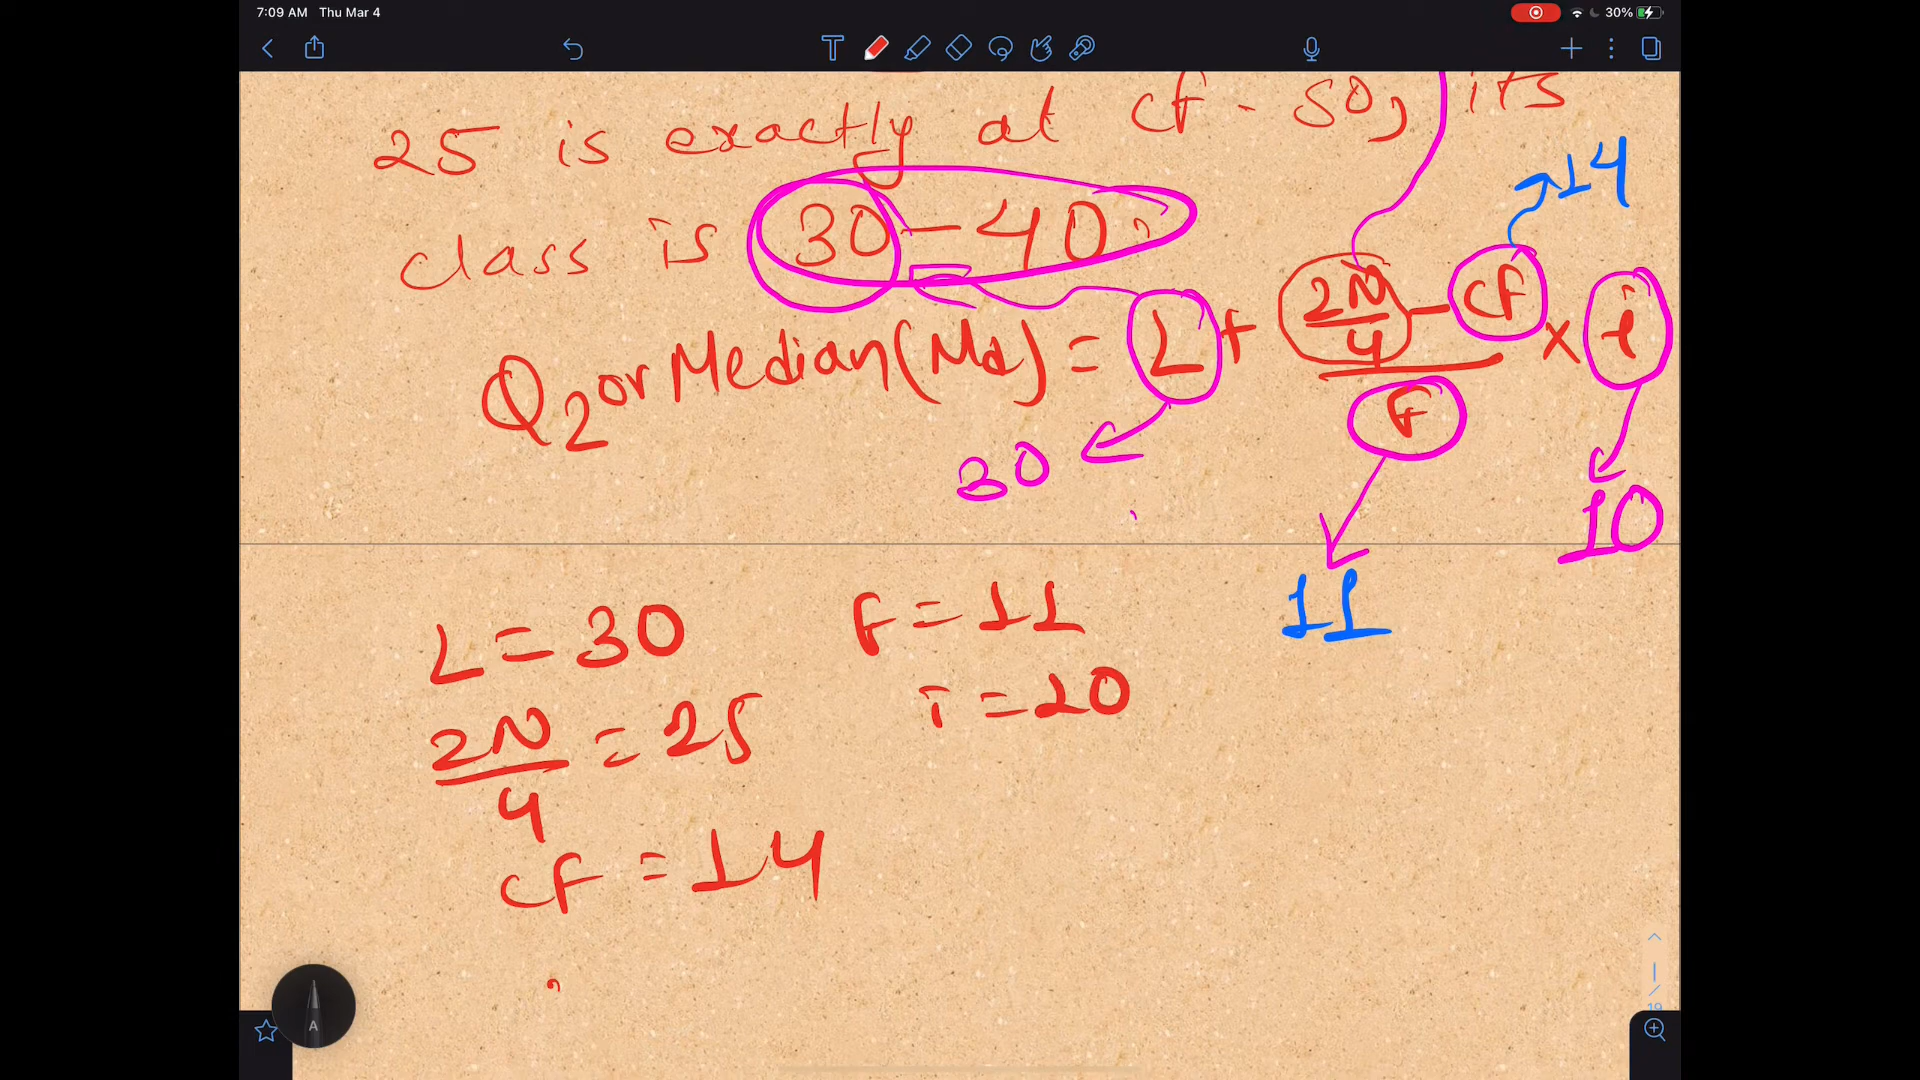 7:09 AM Thu Mar 4
30%
25 is exactly at cf - 50, its
class is 30-40.
14
Q2 or Median (Md) = L + 2N/4 - cf / f × i
30
10
11
L = 30
f = 11
i = 20
2N/4 = 25
cf = 14
A